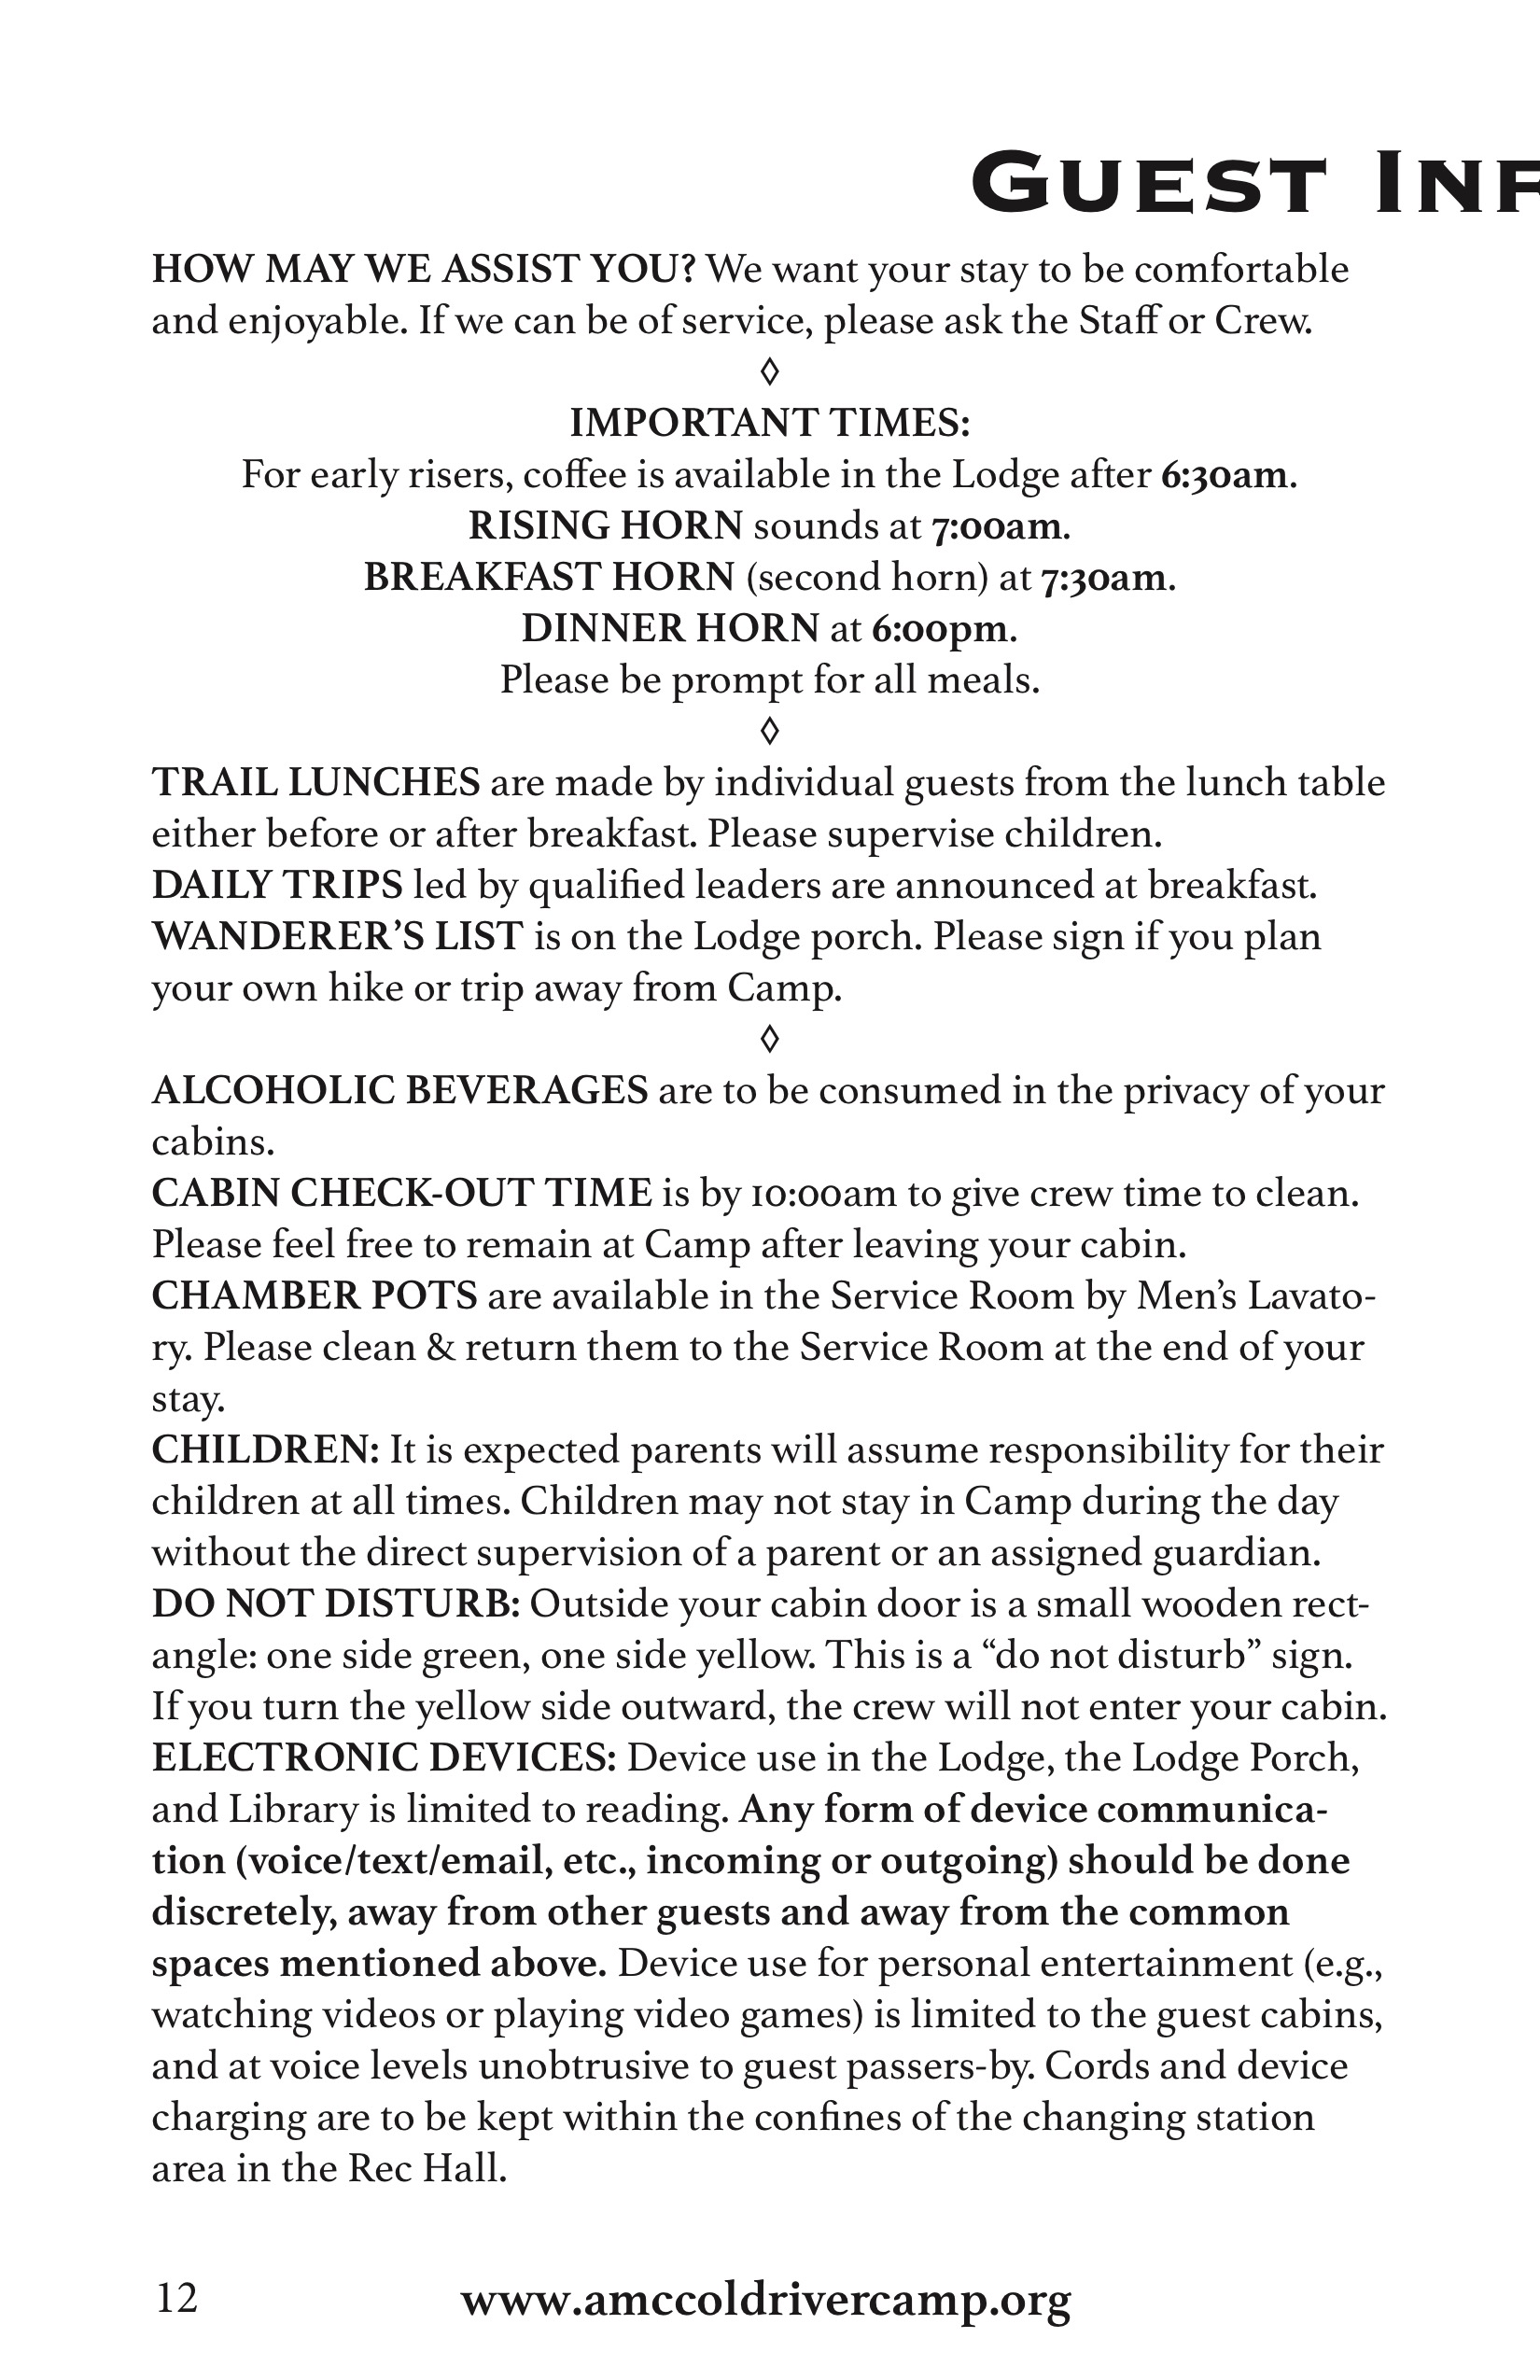 Guest Inf
HOW MAY WE ASSIST YOU? We want your stay to be comfortable
and enjoyable. If we can be of service, please ask the Staff or Crew.
◊
IMPORTANT TIMES:
For early risers, coffee is available in the Lodge after 6:30am.
RISING HORN sounds at 7:00am.
BREAKFAST HORN (second horn) at 7:30am.
DINNER HORN at 6:00pm.
Please be prompt for all meals.
◊
TRAIL LUNCHES are made by individual guests from the lunch table
either before or after breakfast. Please supervise children.
DAILY TRIPS led by qualified leaders are announced at breakfast.
WANDERER’S LIST is on the Lodge porch. Please sign if you plan
your own hike or trip away from Camp.
◊
ALCOHOLIC BEVERAGES are to be consumed in the privacy of your
cabins.
CABIN CHECK-OUT TIME is by 10:00am to give crew time to clean.
Please feel free to remain at Camp after leaving your cabin.
CHAMBER POTS are available in the Service Room by Men’s Lavato-
ry. Please clean & return them to the Service Room at the end of your
stay.
CHILDREN: It is expected parents will assume responsibility for their
children at all times. Children may not stay in Camp during the day
without the direct supervision of a parent or an assigned guardian.
DO NOT DISTURB: Outside your cabin door is a small wooden rect-
angle: one side green, one side yellow. This is a “do not disturb” sign.
If you turn the yellow side outward, the crew will not enter your cabin.
ELECTRONIC DEVICES: Device use in the Lodge, the Lodge Porch,
and Library is limited to reading. Any form of device communica-
tion (voice/text/email, etc., incoming or outgoing) should be done
discretely, away from other guests and away from the common
spaces mentioned above. Device use for personal entertainment (e.g.,
watching videos or playing video games) is limited to the guest cabins,
and at voice levels unobtrusive to guest passers-by. Cords and device
charging are to be kept within the confines of the changing station
area in the Rec Hall.
12 www.amccoldrivercamp.org